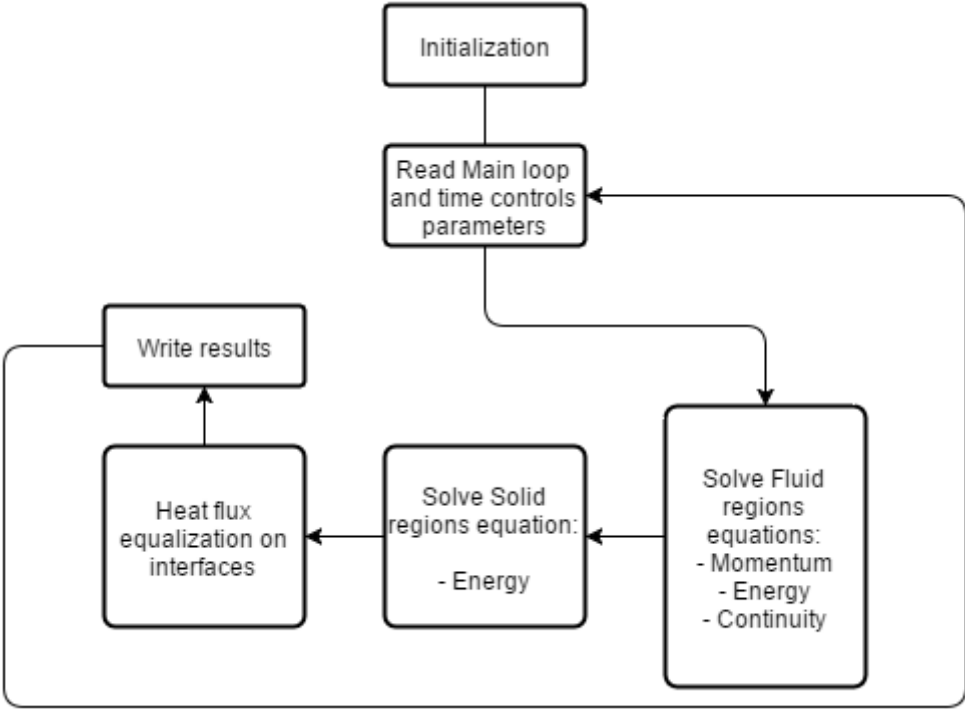 Initialization
Read Main loop
and time controls
parameters
Write results
Heat flux
equalization on
interfaces
Solve Solid
regions equation:
- Energy
Solve Fluid
regions
equations:
- Momentum
- Energy
- Continuity